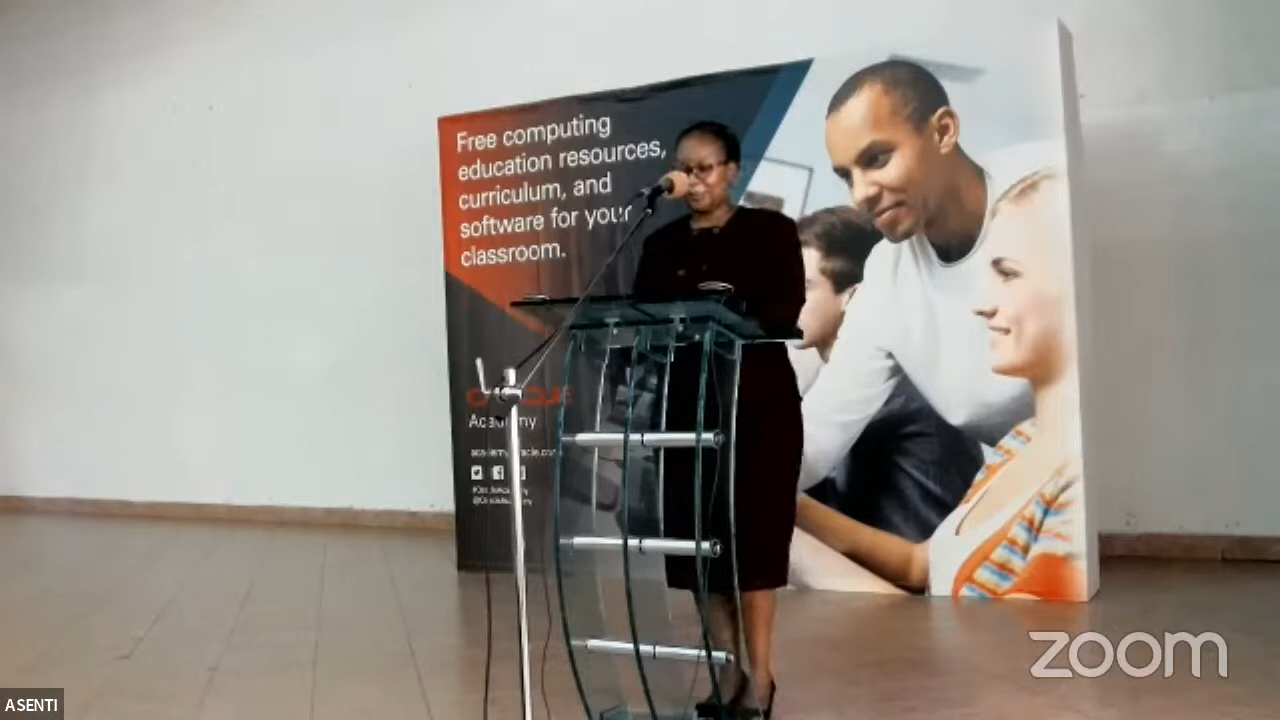 Free computing
education resources,
curriculum, and
software for your
classroom.
Academy
zoom
ASENTI